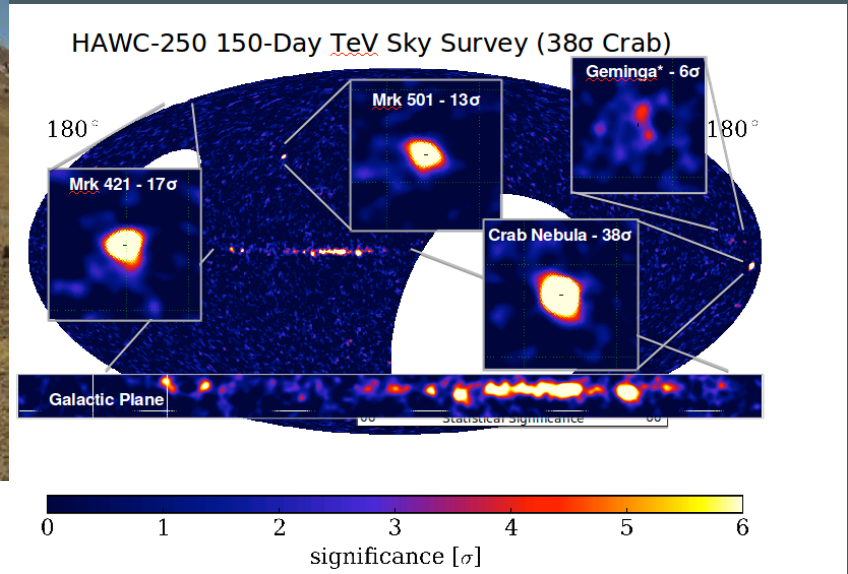 HAWC-250 150-Day TeV Sky Survey (38σ Crab)
Geminga* - 6σ
Mrk 501 - 13σ
180°
180°
Mrk 421 - 17σ
Crab Nebula - 38σ
Galactic Plane
Statistical Significance
0 1 2 3 4 5 6
significance [σ]